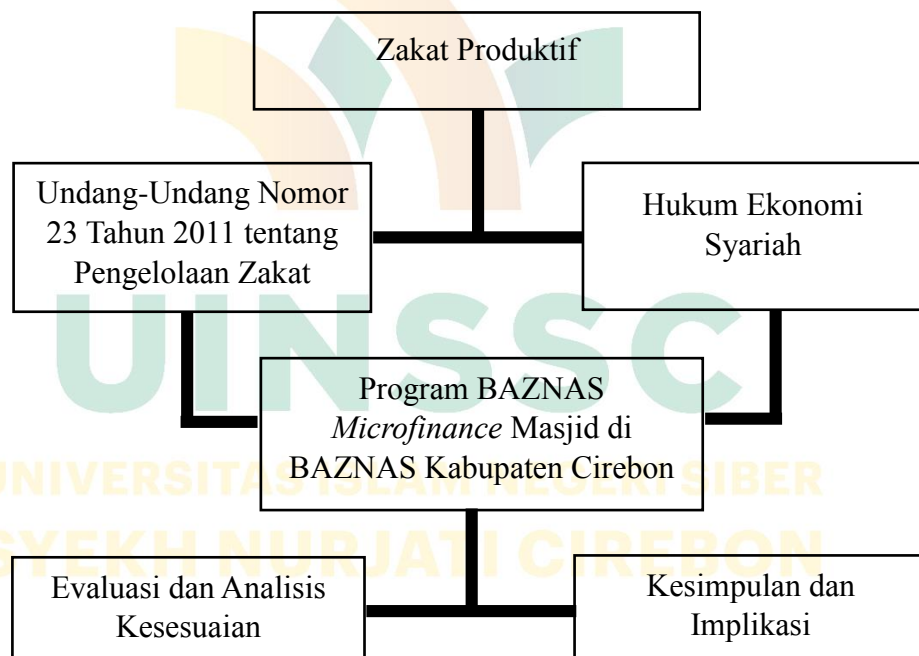 Zakat Produktif
Undang-Undang Nomor
23 Tahun 2011 tentang
Pengelolaan Zakat
Hukum Ekonomi
Syariah
UINSSC
Program BAZNAS
Microfinance Masjid di
BAZNAS Kabupaten Cirebon
UNIVERSITAS ISLAM NEGERI SIBER
SYEKH NURJATI CIREBON
Evaluasi dan Analisis
Kesesuaian
Kesimpulan dan
Implikasi